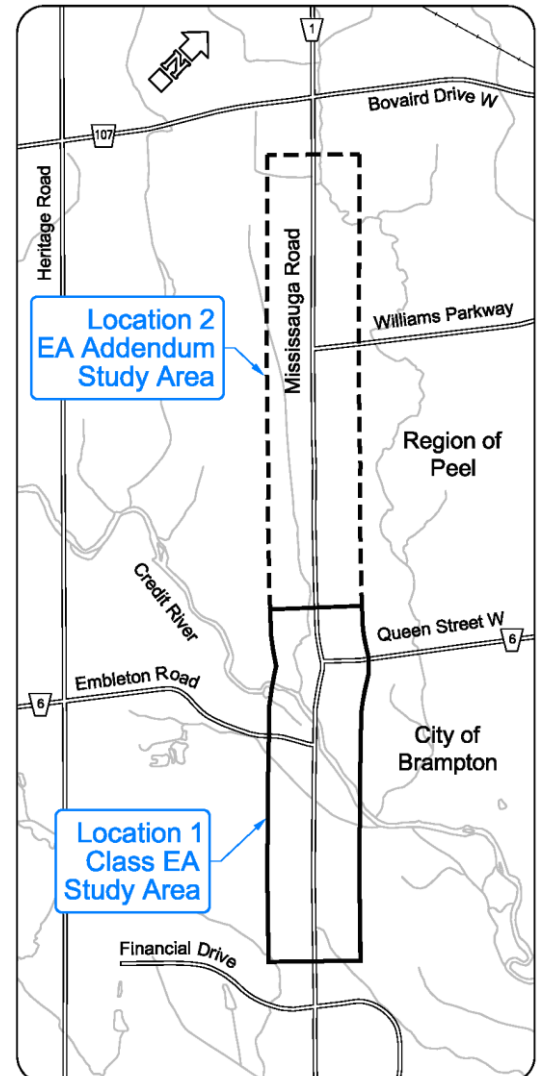 N
1
Bovaird Drive W
107
Heritage Road
Mississauga Road
Location 2
EA Addendum
Study Area
Williams Parkway
Region of
Peel
Credit River
Queen Street W
6
Embleton Road
6
City of
Brampton
Location 1
Class EA
Study Area
Financial Drive